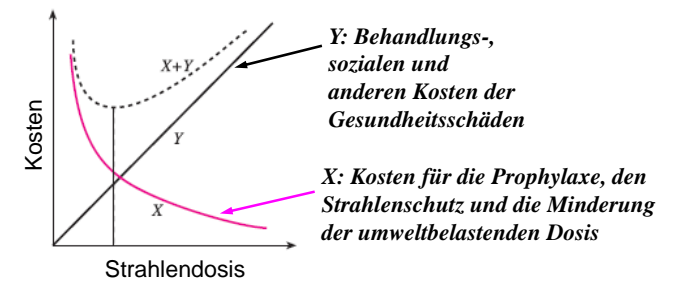 Y: Behandlungs-,
sozialen und
anderen Kosten der
Gesundheitsschäden
X: Kosten für die Prophylaxe, den
Strahlenschutz und die Minderung
der umweltbelastenden Dosis
Kosten
X+Y
Y
X
Strahlendosis